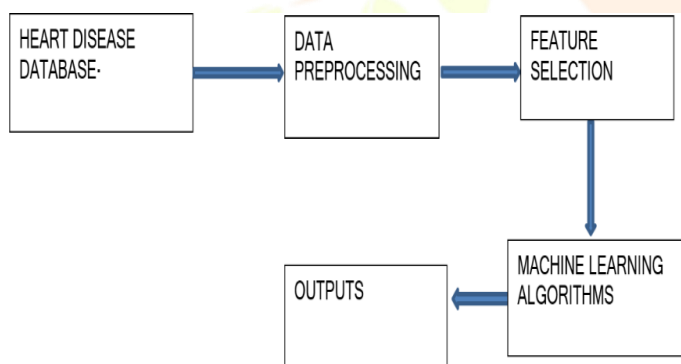 HEART DISEASE
DATABASE-
DATA
PREPROCESSING
FEATURE
SELECTION
MACHINE LEARNING
ALGORITHMS
OUTPUTS